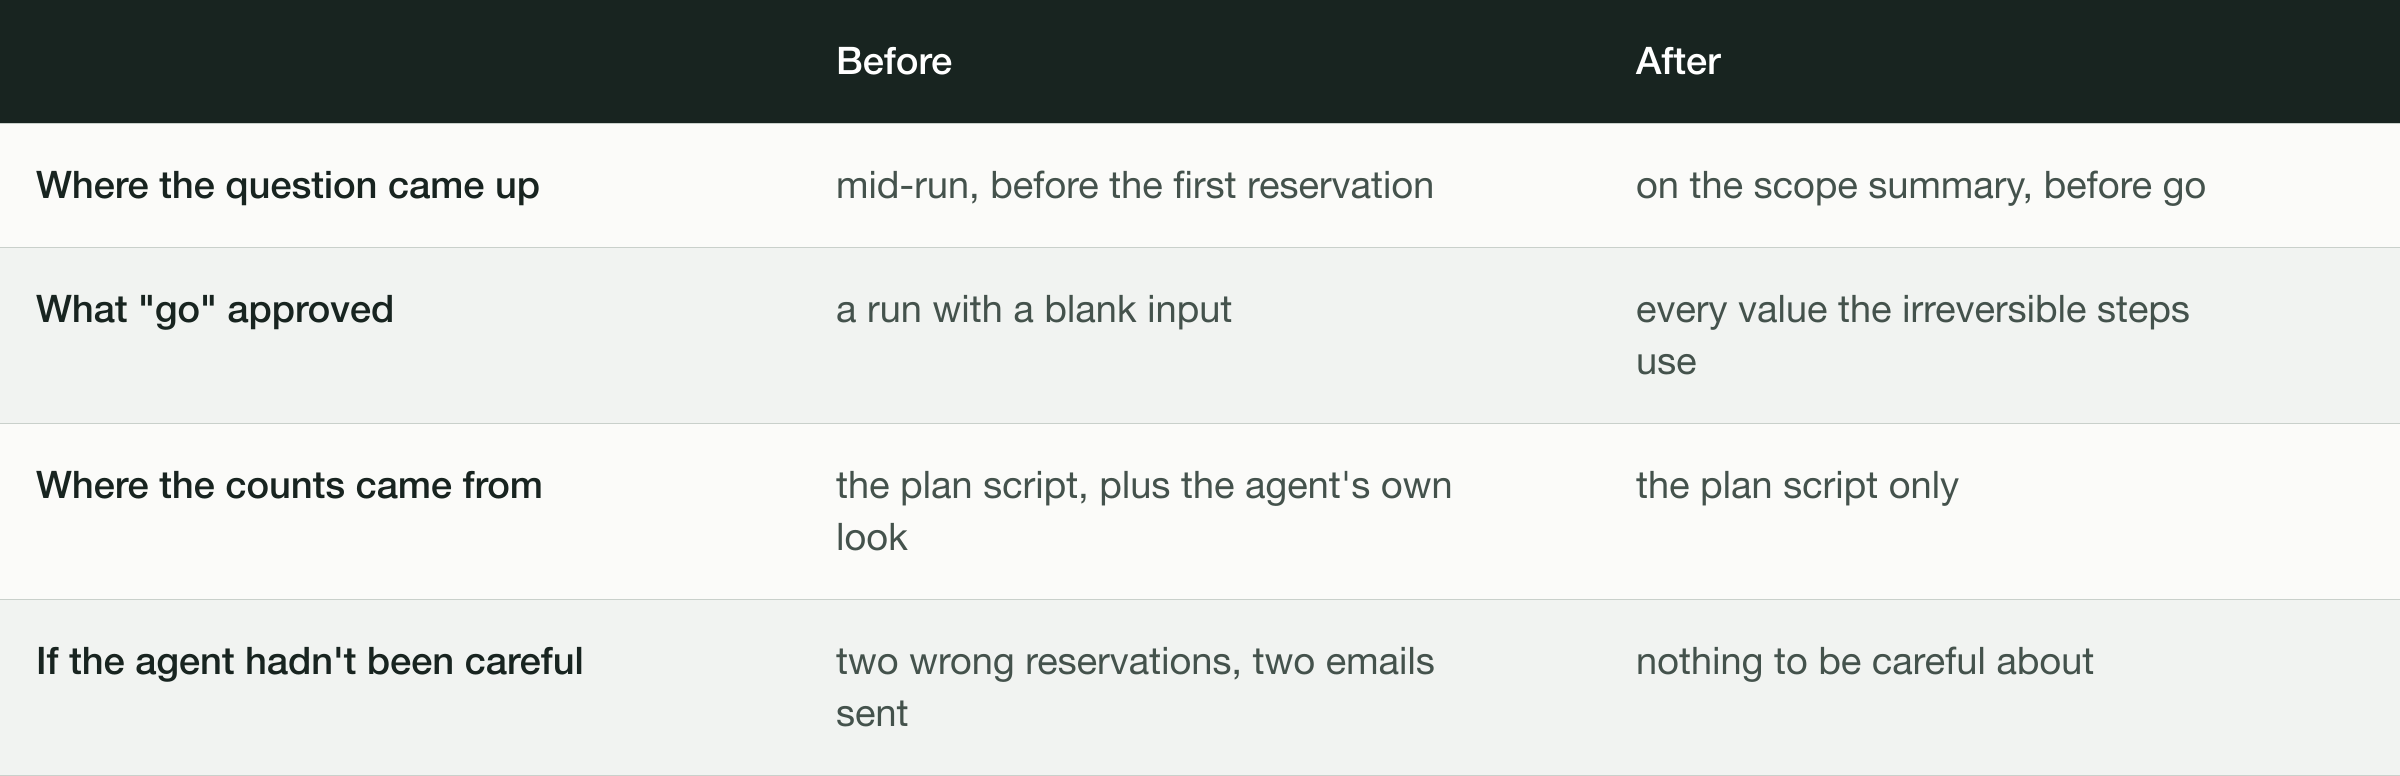 Before After
Where the question came up mid-run, before the first reservation on the scope summary, before go
What "go" approved a run with a blank input every value the irreversible steps
use
Where the counts came from the plan script, plus the agent's own the plan script only
look
If the agent hadn't been careful two wrong reservations, two emails nothing to be careful about
sent